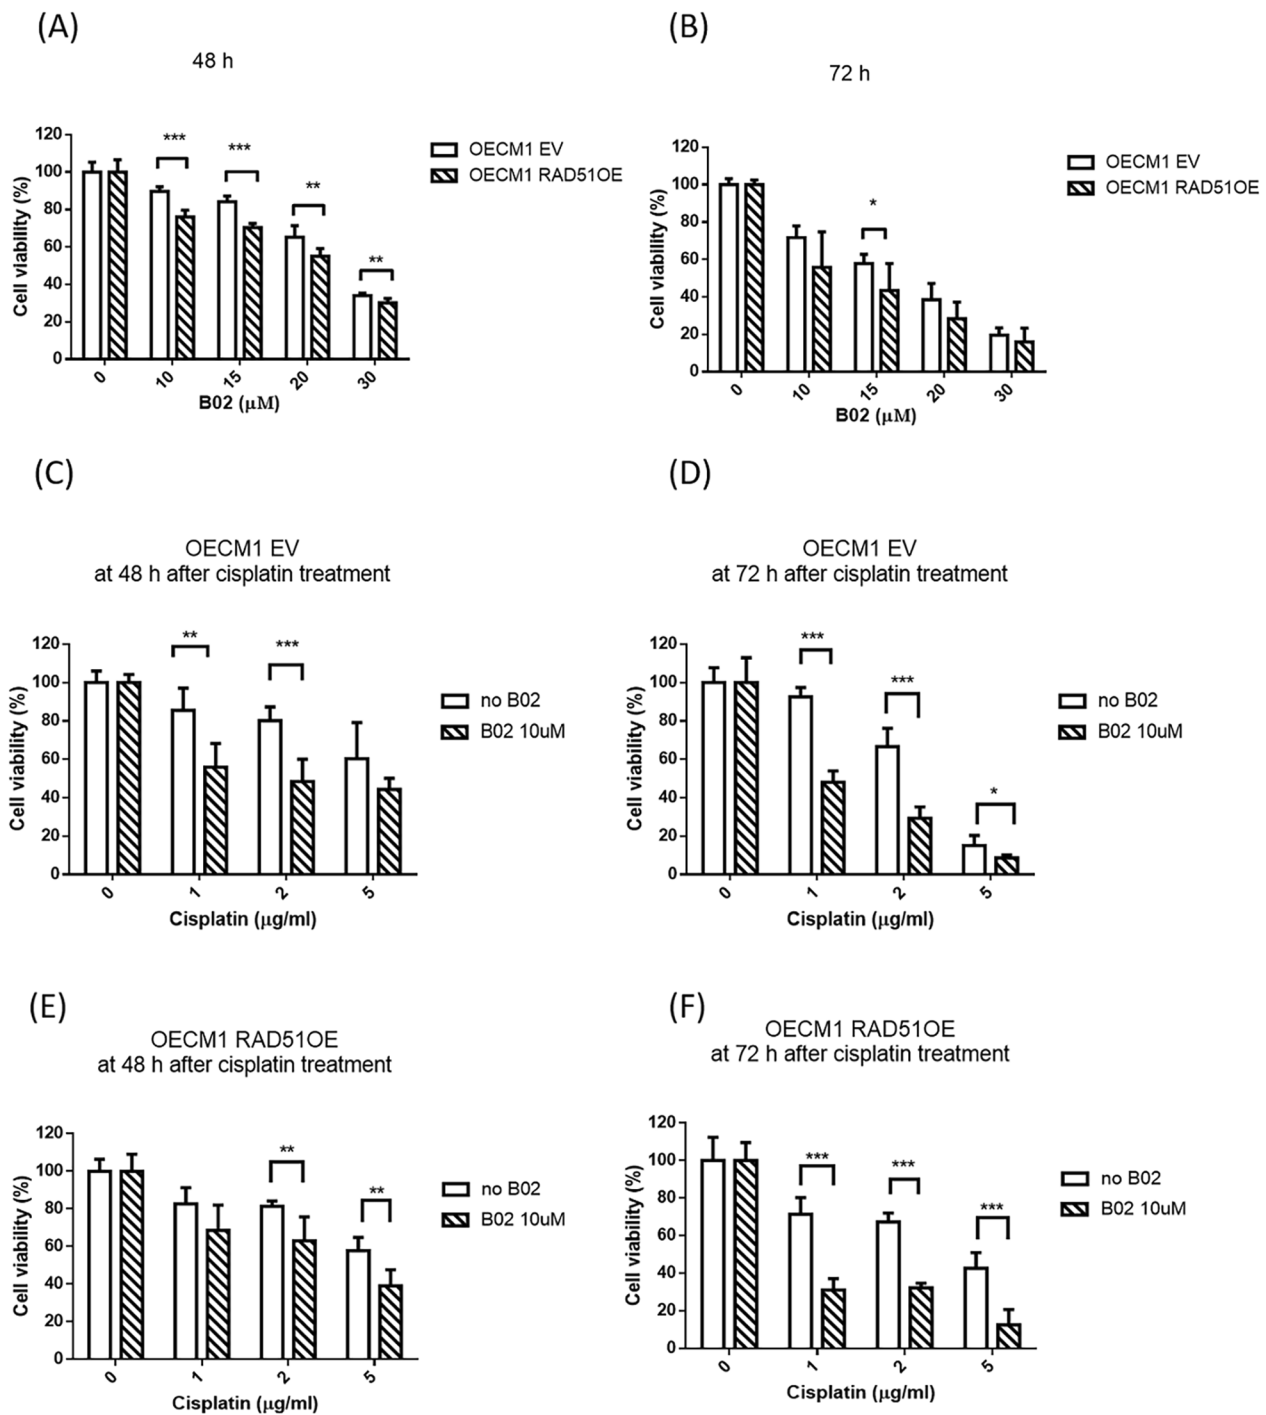 (A)
48 h
Cell viability (%)
120
100
80
60
40
20
0
***
***
**
**
0
10
15
20
30
B02 (μM)
OECM1 EV
OECM1 RAD51OE
(B)
72 h
Cell viability (%)
120
100
80
60
40
20
0
*
0
10
15
20
30
B02 (μM)
OECM1 EV
OECM1 RAD51OE
(C)
OECM1 EV
at 48 h after cisplatin treatment
Cell viability (%)
120
100
80
60
40
20
0
**
***
0
1
2
5
Cisplatin (μg/ml)
no B02
B02 10uM
(D)
OECM1 EV
at 72 h after cisplatin treatment
Cell viability (%)
120
100
80
60
40
20
0
***
***
*
0
1
2
5
Cisplatin (μg/ml)
no B02
B02 10uM
(E)
OECM1 RAD51OE
at 48 h after cisplatin treatment
Cell viability (%)
120
100
80
60
40
20
0
**
**
0
1
2
5
Cisplatin (μg/ml)
no B02
B02 10uM
(F)
OECM1 RAD51OE
at 72 h after cisplatin treatment
Cell viability (%)
120
100
80
60
40
20
0
***
***
***
0
1
2
5
Cisplatin (μg/ml)
no B02
B02 10uM